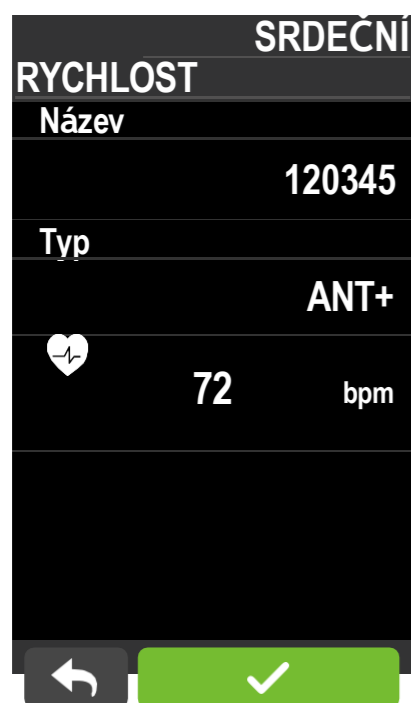 SRDEČNÍ
RYCHLOST
Název
120345
Typ
ANT+
72 bpm